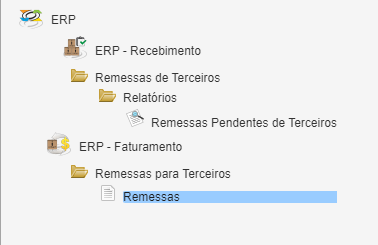 ERP
ERP - Recebimento
Remessas de Terceiros
Relatórios
Remessas Pendentes de Terceiros
ERP - Faturamento
Remessas para Terceiros
Remessas